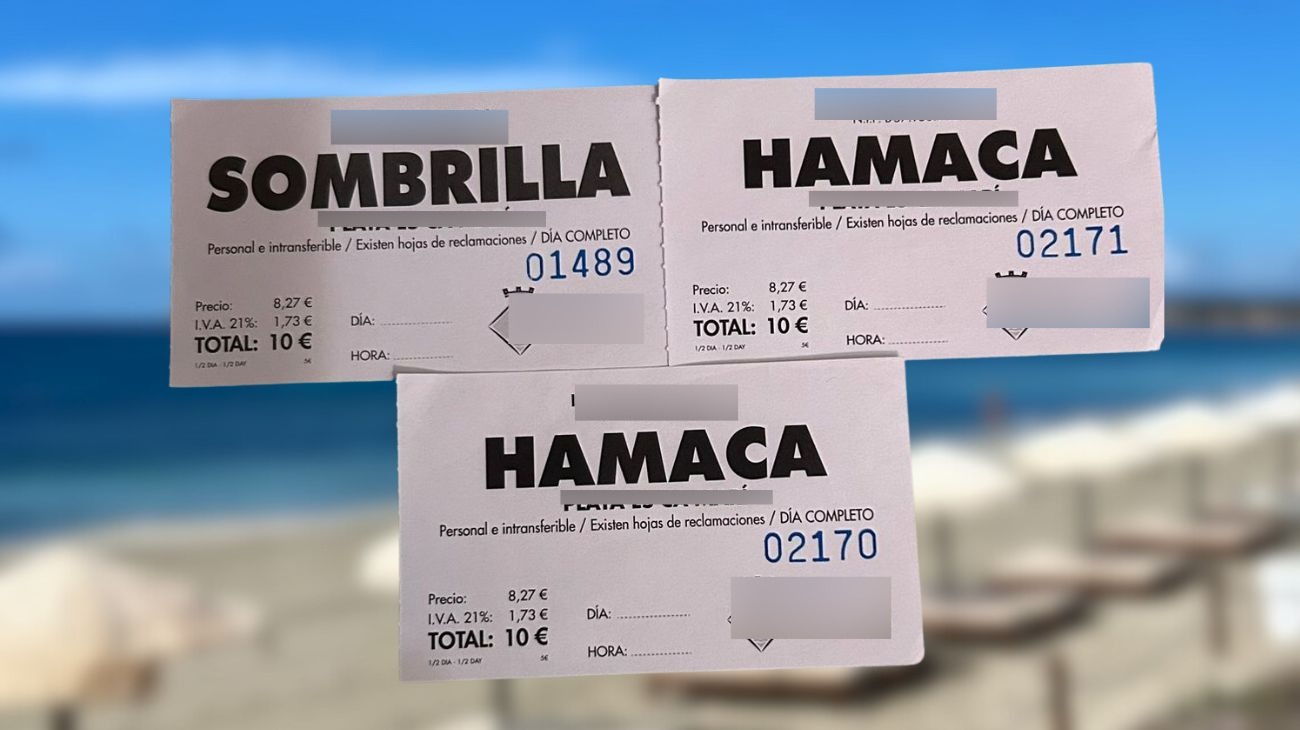 SOMBRILLA
Personal e intransferible / Existen hojas de reclamaciones / DÍA COMPLETO
01489
Precio: 8,27 €
I.V.A. 21%: 1,73 €
TOTAL: 10 €
1/2 DIA - 1/2 DAY 5€
DÍA:
HORA:
HAMACA
Personal e intransferible / Existen hojas de reclamaciones / DÍA COMPLETO
02171
Precio: 8,27 €
I.V.A. 21%: 1,73 €
TOTAL: 10 €
1/2 DIA - 1/2 DAY 5€
DÍA:
HORA:
HAMACA
Personal e intransferible / Existen hojas de reclamaciones / DÍA COMPLETO
02170
Precio: 8,27 €
I.V.A. 21%: 1,73 €
TOTAL: 10 €
1/2 DIA - 1/2 DAY 5€
DÍA:
HORA: